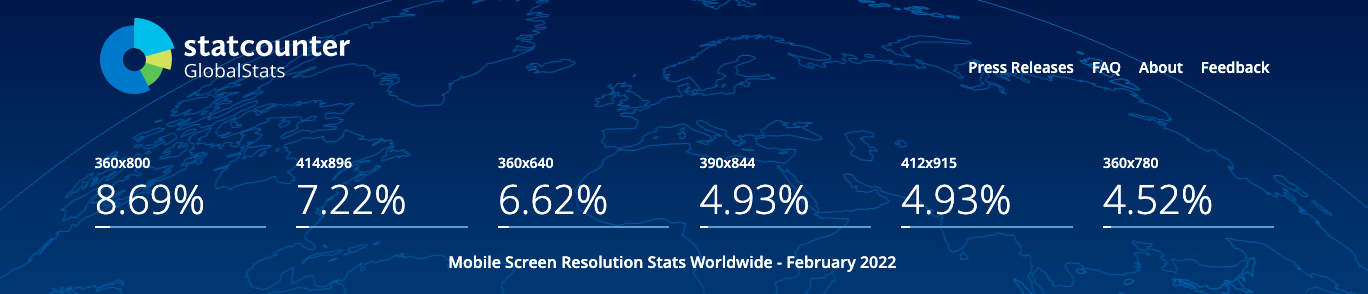 statcounter
GlobalStats
Press Releases FAQ About Feedback
360x800 414x896 360x640 390x844 412x915 360x780
8.69% 7.22% 6.62% 4.93% 4.93% 4.52%
Mobile Screen Resolution Stats Worldwide - February 2022